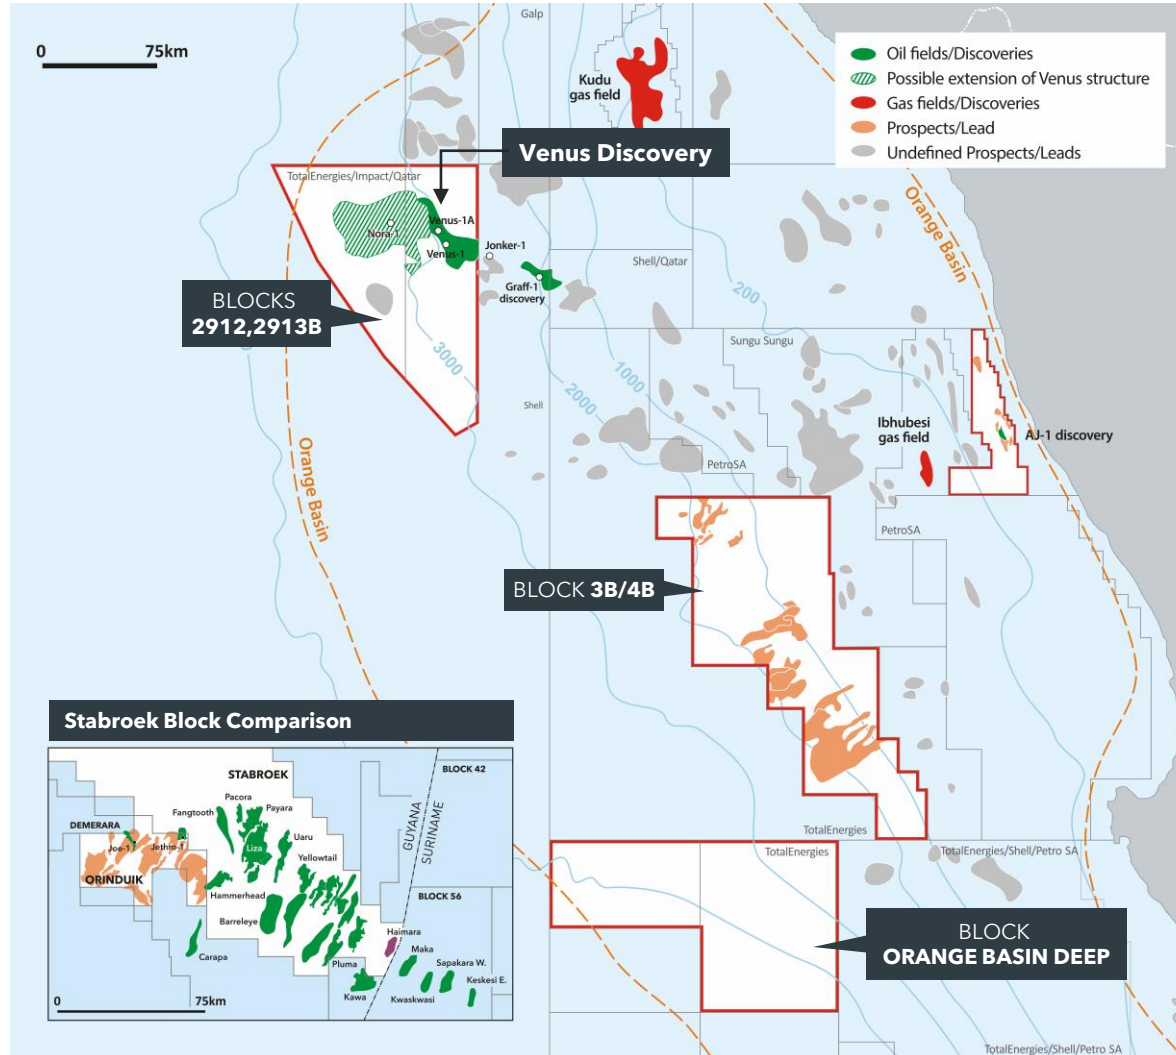 Galp
0 75km
Kudu
gas field
Oil fields/Discoveries
Possible extension of Venus structure
Gas fields/Discoveries
Prospects/Lead
Undefined Prospects/Leads
Venus Discovery
TotalEnergies/Impact/Qatar
Nora-1
Venus-1A
Venus-1
Jonker-1
Graff-1
discovery
Shell/Qatar
Orange Basin
200
BLOCKS
2912,2913B
3000
2000
1000
Sungu Sungu
Shell
Ibhubesi
gas field
AJ-1 discovery
Orange Basin
PetroSA
PetroSA
BLOCK 3B/4B
TotalEnergies
TotalEnergies
TotalEnergies/Shell/Petro SA
BLOCK
ORANGE BASIN DEEP
TotalEnergies/Shell/Petro SA
Stabroek Block Comparison
STABROEK
BLOCK 42
Pacora
Fangtooth
Payara
GUYANA
SURINAME
DEMERARA
Joe-1
Jethro-1
Liza
Uaru
Yellowtail
ORINDUIK
Hammerhead
BLOCK 56
Barreleye
Haimara
Carapa
Pluma
Maka
Sapakara W.
Kawa
Kwaskwasi
Keskesi E.
0 75km